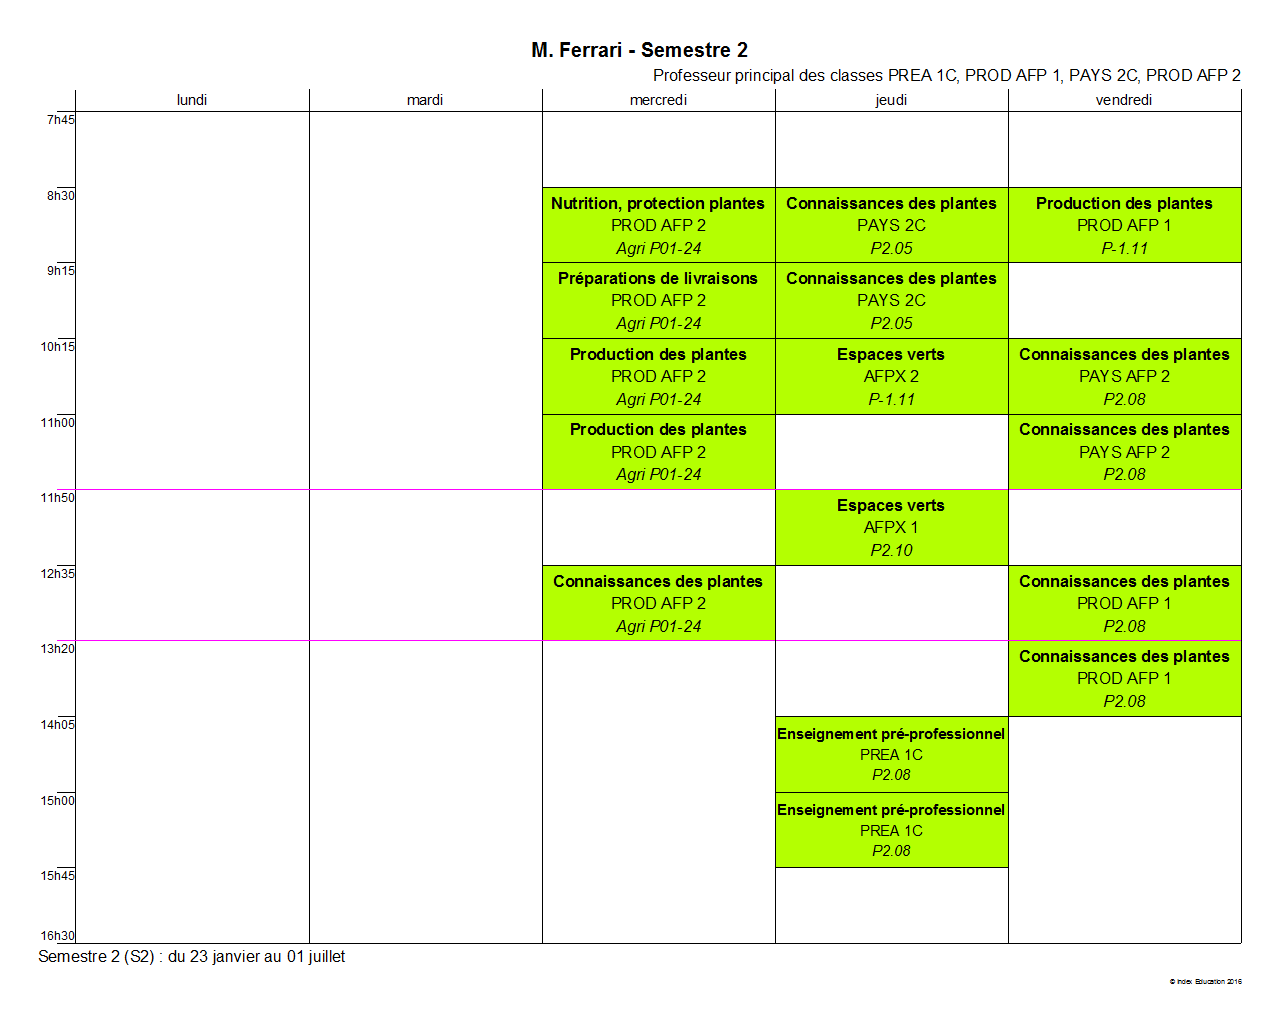 M. Ferrari - Semestre 2
Professeur principal des classes PREA 1C, PROD AFP 1, PAYS 2C, PROD AFP 2
lundi mardi mercredi jeudi vendredi
7h45
8h30
Nutrition, protection plantes Connaissances des plantes Production des plantes
PROD AFP 2 PAYS 2C PROD AFP 1
Agri P01-24 P2.05 P-1.11
9h15
Préparations de livraisons Connaissances des plantes
PROD AFP 2 PAYS 2C
Agri P01-24 P2.05
10h15
Production des plantes Espaces verts Connaissances des plantes
PROD AFP 2 AFPX 2 PAYS AFP 2
Agri P01-24 P-1.11 P2.08
11h00
Production des plantes Connaissances des plantes
PROD AFP 2 PAYS AFP 2
Agri P01-24 P2.08
11h50
Espaces verts
AFPX 1
P2.10
12h35
Connaissances des plantes Connaissances des plantes
PROD AFP 2 PROD AFP 1
Agri P01-24 P2.08
13h20
Connaissances des plantes
PROD AFP 1
P2.08
14h05
Enseignement pré-professionnel
PREA 1C
P2.08
15h00
Enseignement pré-professionnel
PREA 1C
P2.08
15h45
16h30
Semestre 2 (S2) : du 23 janvier au 01 juillet
© Index Education 2016